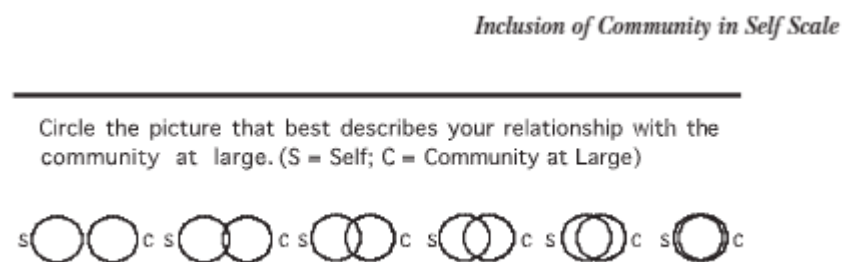 Inclusion of Community in Self Scale
Circle the picture that best describes your relationship with the
community at large. (S = Self; C = Community at Large)
S C S C S C S C S C S C